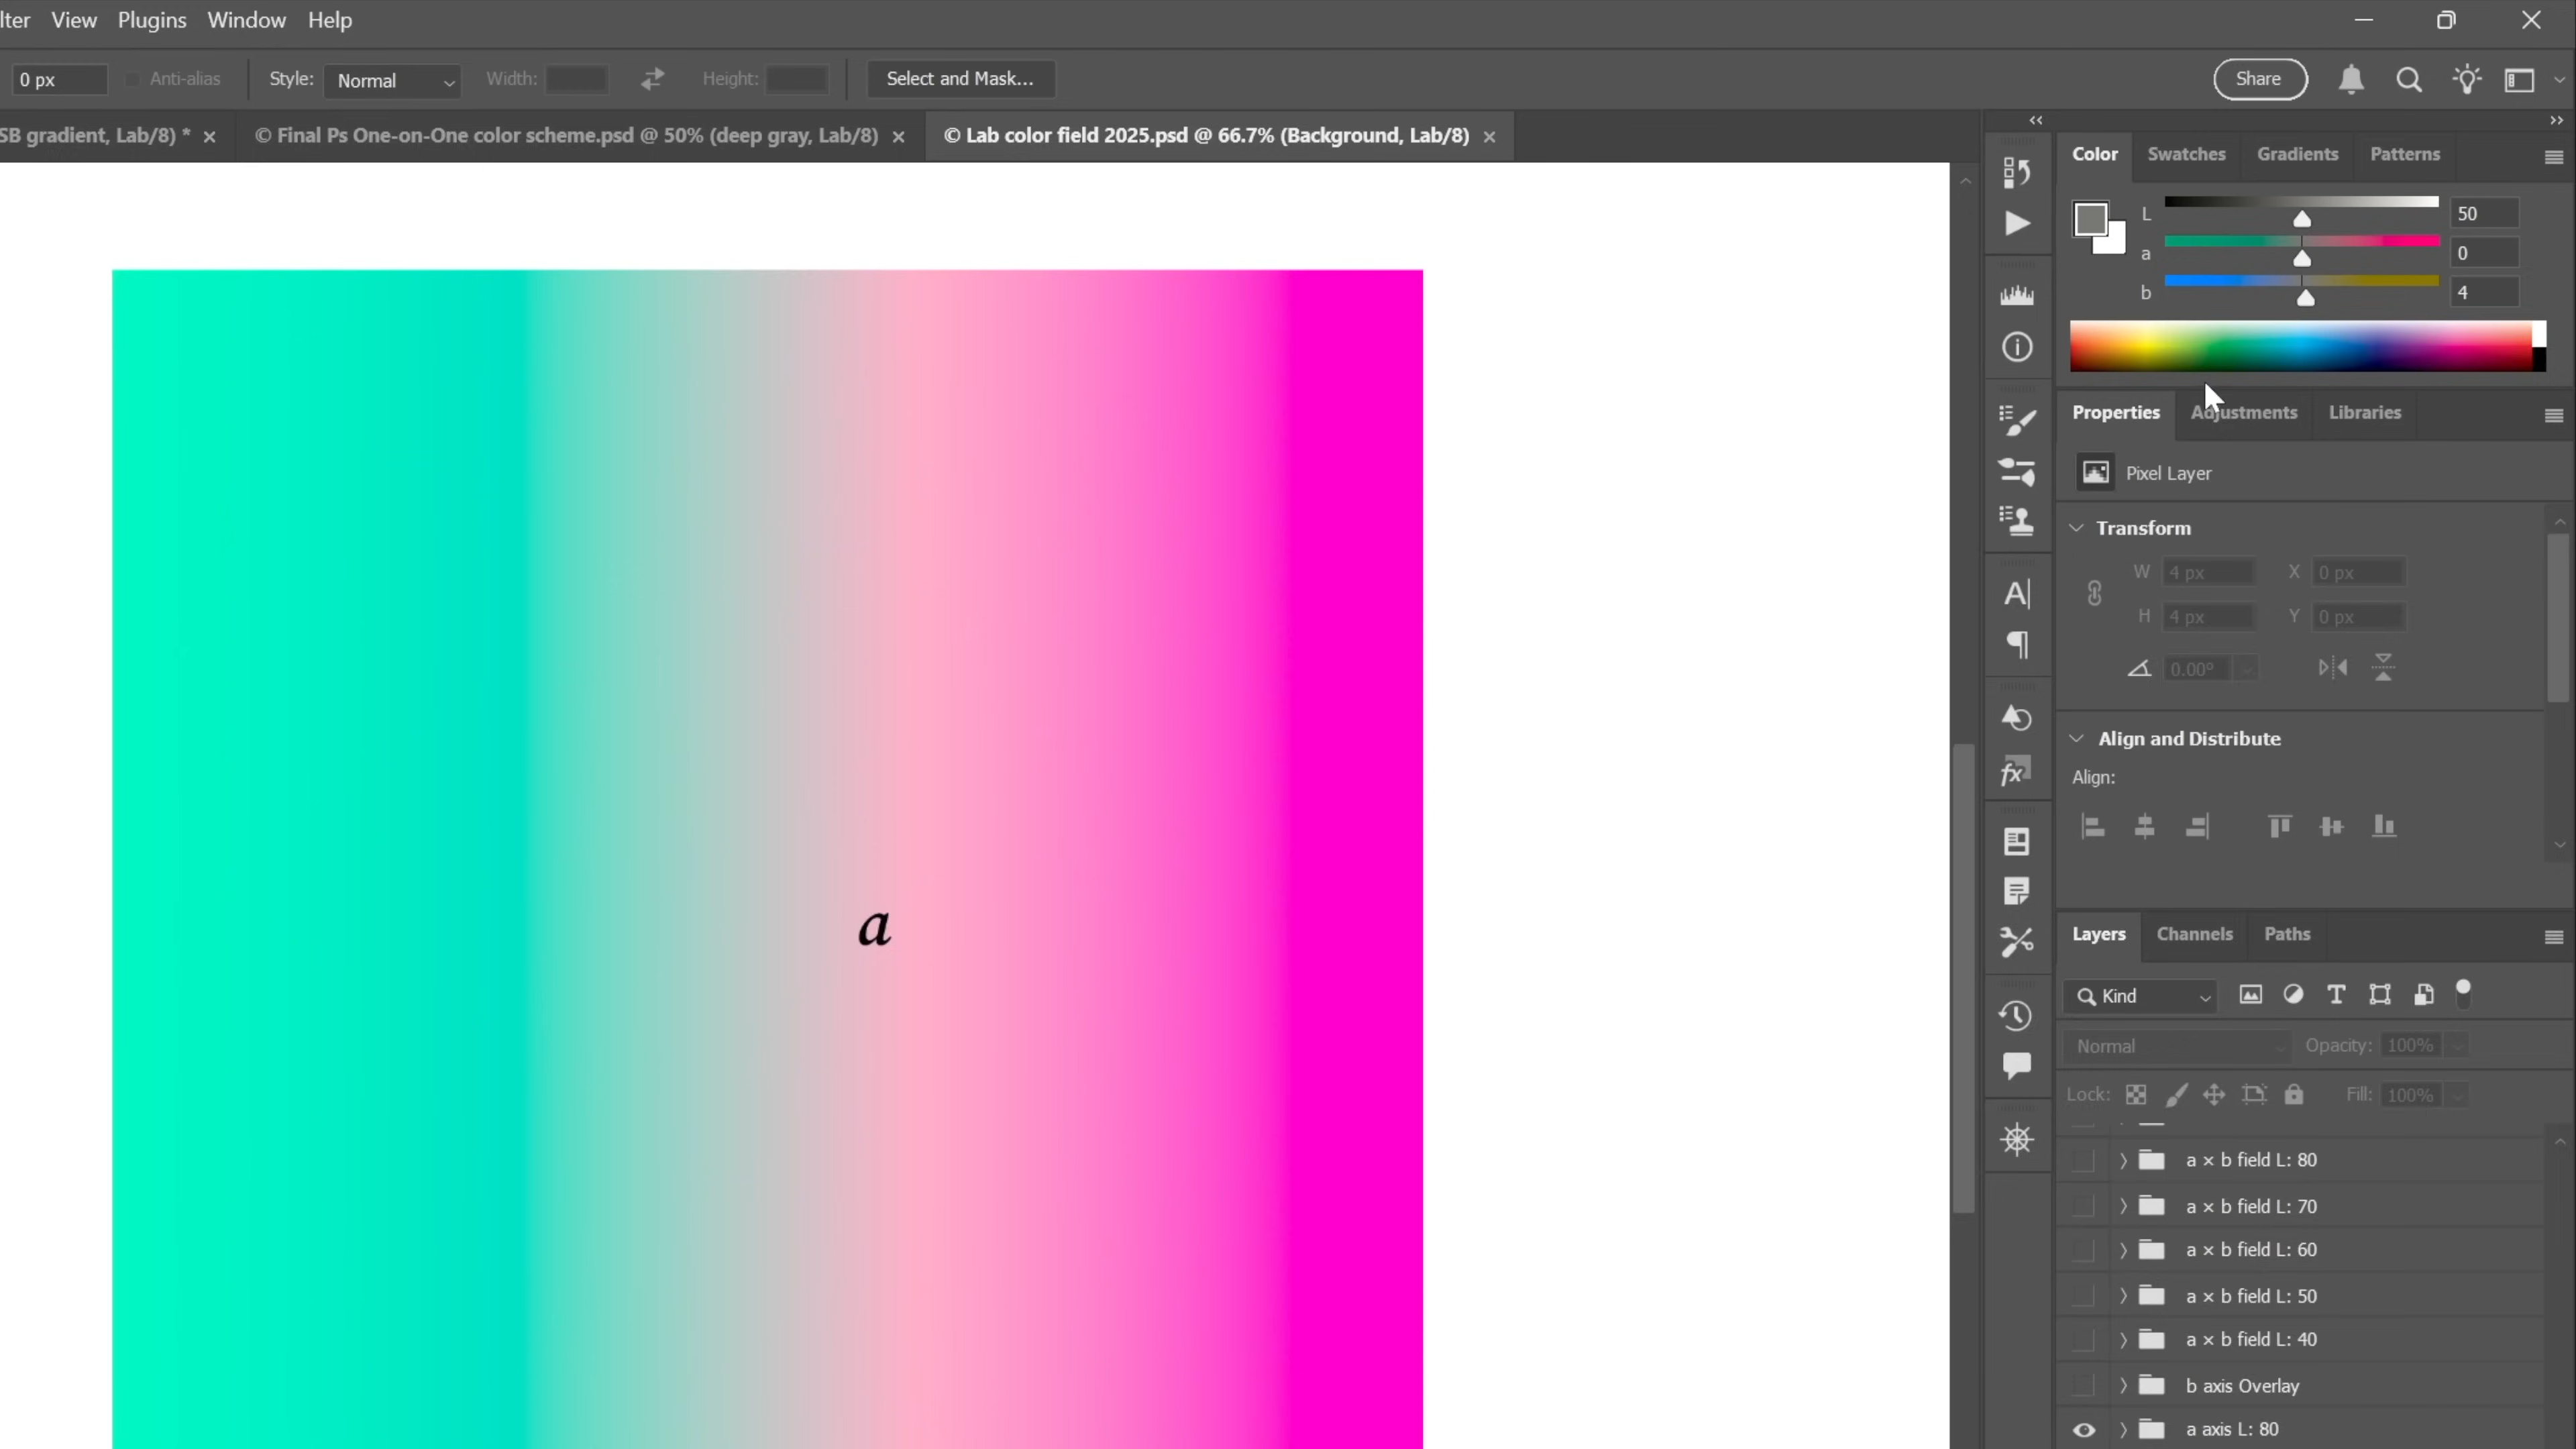 lter View Plugins Window Help
0 px Anti-alias Style: Normal Width: Height: Select and Mask... Share
SB gradient, Lab/8) * × © Final Ps One-on-One color scheme.psd @ 50% (deep gray, Lab/8) × © Lab color field 2025.psd @ 66.7% (Background, Lab/8) ×
Color Swatches Gradients Patterns
L 50
a 0
b 4
Properties Adjustments Libraries
Pixel Layer
Transform
W 4 px X 0 px
H 4 px Y 0 px
0.00°
Align and Distribute
Align:
a
Layers Channels Paths
Kind
Normal Opacity: 100%
Lock: Fill: 100%
a × b field L: 80
a × b field L: 70
a × b field L: 60
a × b field L: 50
a × b field L: 40
b axis Overlay
a axis L: 80